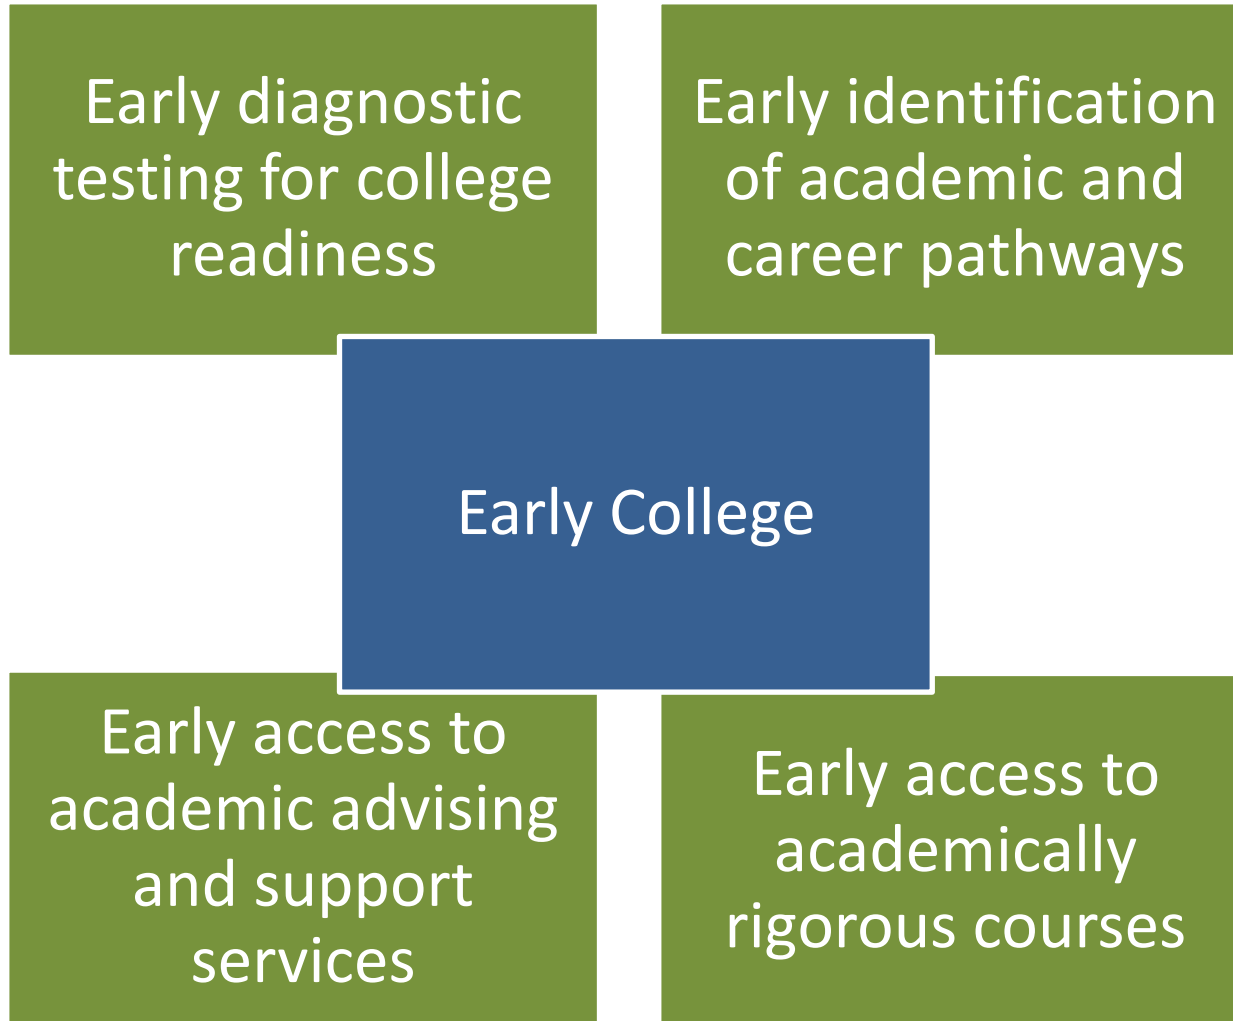 Early diagnostic
testing for college
readiness
Early identification
of academic and
career pathways
Early College
Early access to
academic advising
and support
services
Early access to
academically
rigorous courses